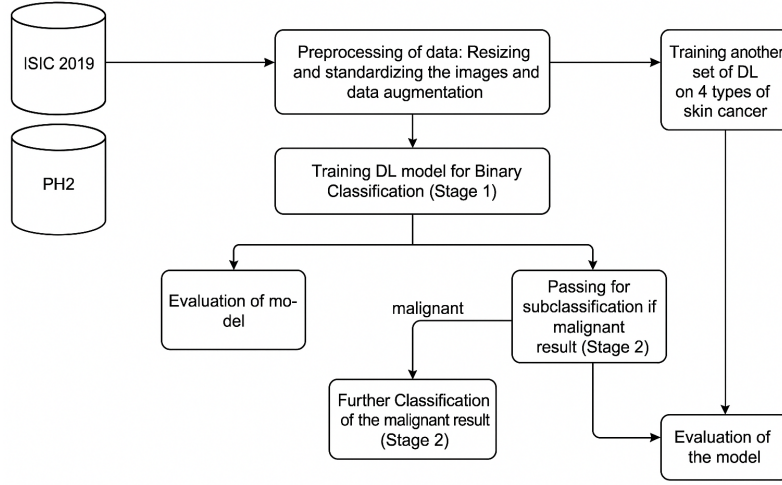 ISIC 2019
Preprocessing of data: Resizing
and standardizing the images and
data augmentation
Training another
set of DL
on 4 types of
skin cancer
PH2
Training DL model for Binary
Classification (Stage 1)
Evaluation of mo-
del
Passing for
subclassification if
malignant
result (Stage 2)
malignant
Further Classification
of the malignant result
(Stage 2)
Evaluation of
the model